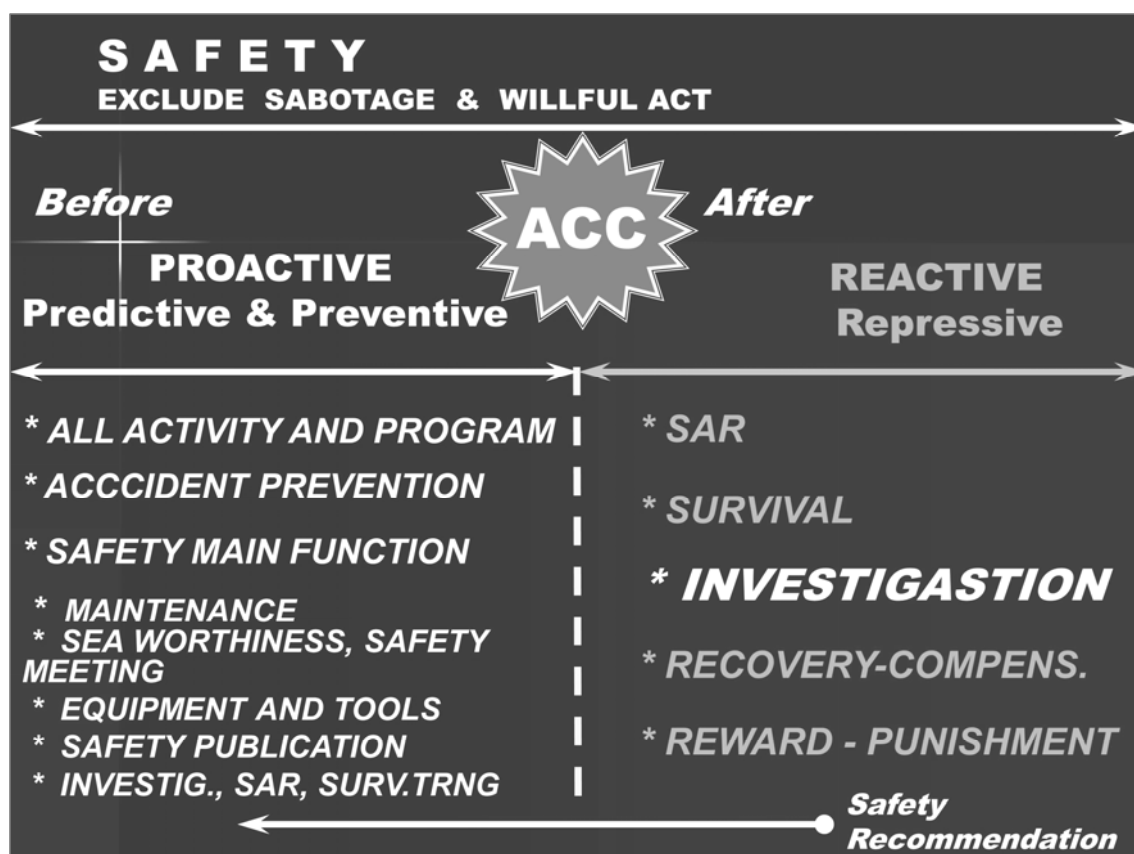 SAFETY
EXCLUDE SABOTAGE & WILLFUL ACT
Before
ACC
After
PROACTIVE
Predictive & Preventive
REACTIVE
Repressive
* ALL ACTIVITY AND PROGRAM
* ACCCIDENT PREVENTION
* SAFETY MAIN FUNCTION
* MAINTENANCE
* SEA WORTHINESS, SAFETY
MEETING
* EQUIPMENT AND TOOLS
* SAFETY PUBLICATION
* INVESTIG., SAR, SURV.TRNG
* SAR
* SURVIVAL
* INVESTIGASTION
* RECOVERY-COMPENS.
* REWARD - PUNISHMENT
Safety
Recommendation